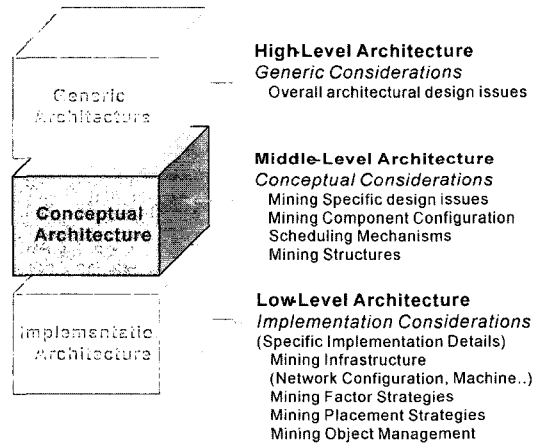 High-Level Architecture
Generic Considerations
Overall architectural design issues
Generic
Architecture
Middle-Level Architecture
Conceptual Considerations
Mining Specific design issues
Mining Component Configuration
Scheduling Mechanisms
Mining Structures
Conceptual
Architecture
Low-Level Architecture
Implementation Considerations
(Specific Implementation Details)
Mining Infrastructure
(Network Configuration, Machine..)
Mining Factor Strategies
Mining Placement Strategies
Mining Object Management
Implementatic
Architecture